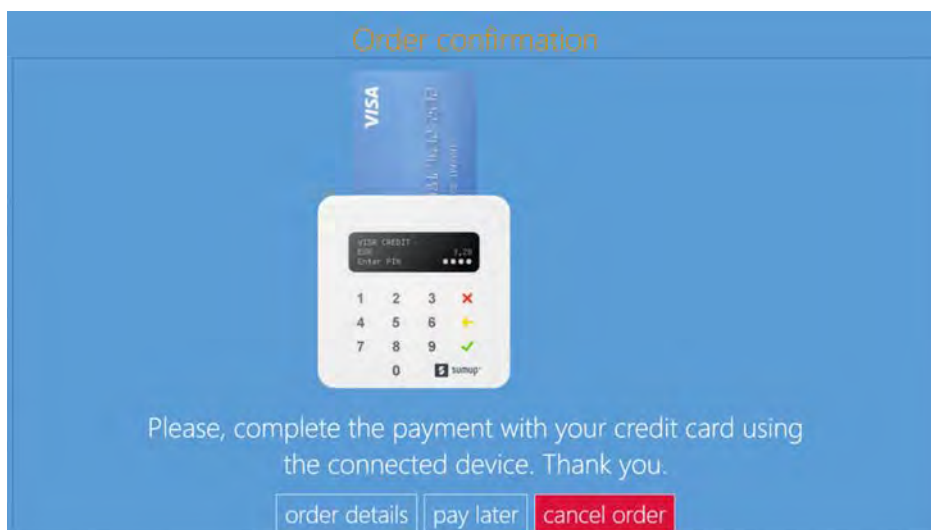 Order confirmation
VISA
VISA CREDIT
EUR
Enter PIN ●●●●
1 2 3
4 5 6
7 8 9
0 sumup
Please, complete the payment with your credit card using
the connected device. Thank you.
order details pay later cancel order